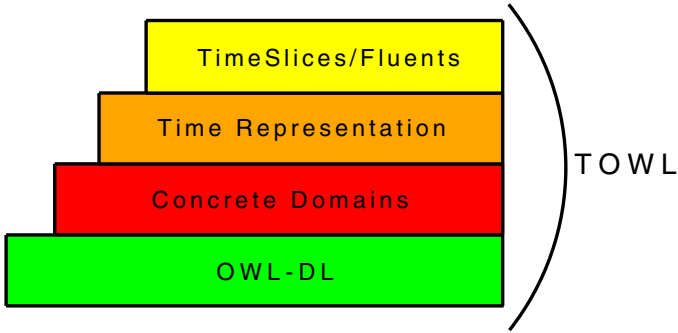 TimeSlices/Fluents
Time Representation
TOWL
Concrete Domains
OWL-DL